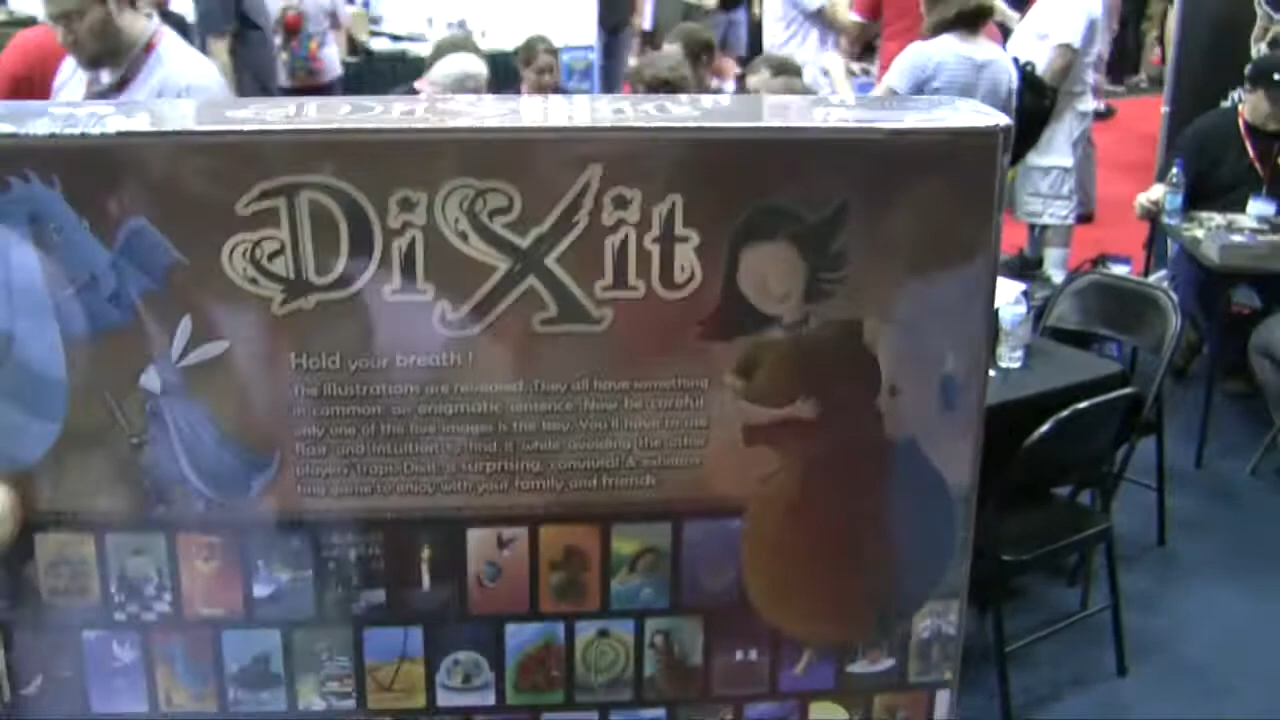 DiXit
Hold your breath !
The illustrations are revealed. They all have something
in common: an enigmatic sentence. Now be careful
only one of the five images is the key. You'll have to use
flair and intuition to find it while avoiding the other
players' traps. Dixit, a surprising, convivial &
game to enjoy with your family and friends